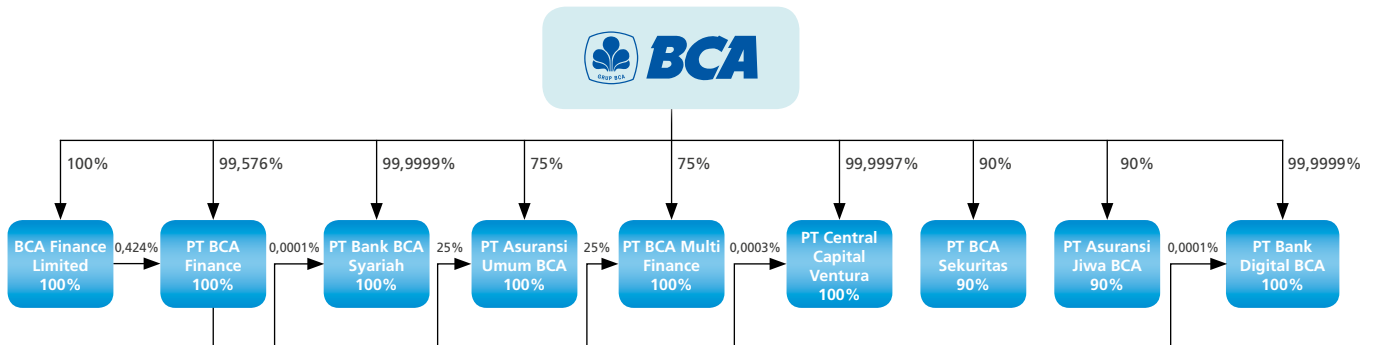 GRUP BCA
BCA
100%
99,576%
99,9999%
75%
75%
99,9997%
90%
90%
99,9999%
BCA Finance
Limited
100%
0,424%
PT BCA
Finance
100%
0,0001%
PT Bank BCA
Syariah
100%
25%
PT Asuransi
Umum BCA
100%
25%
PT BCA Multi
Finance
100%
0,0003%
PT Central
Capital
Ventura
100%
PT BCA
Sekuritas
90%
PT Asuransi
Jiwa BCA
90%
0,0001%
PT Bank
Digital BCA
100%